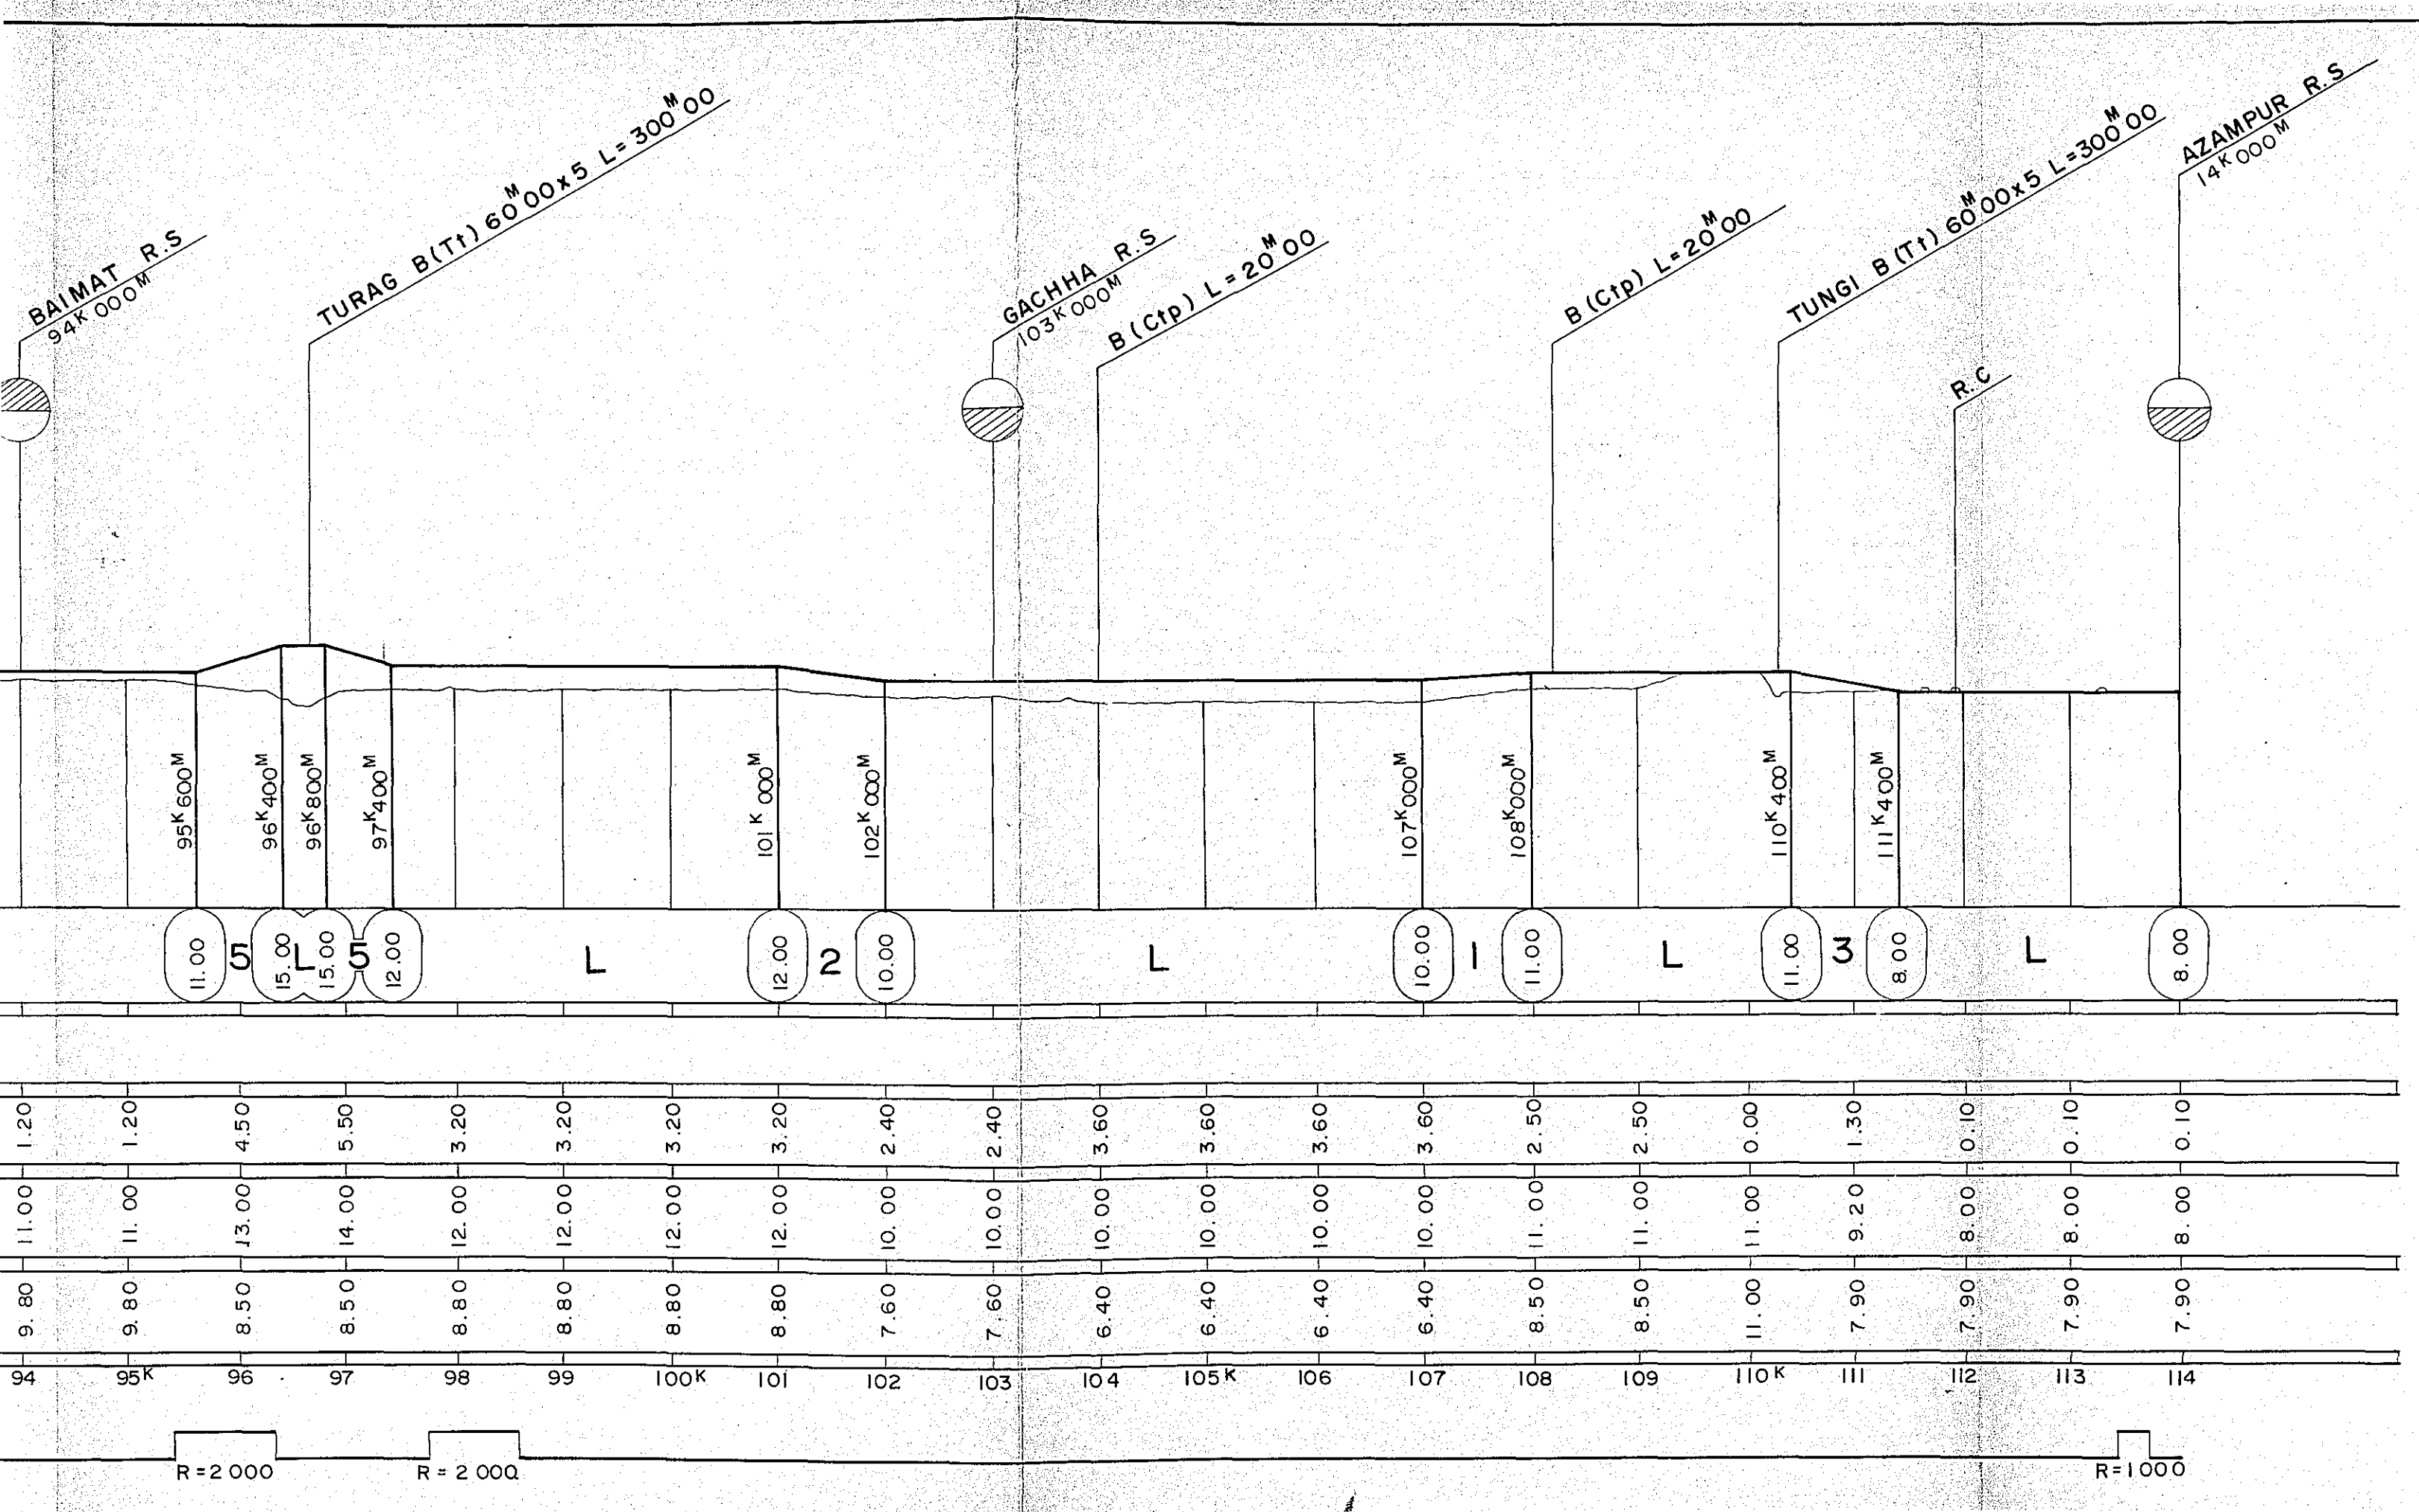 BAIMAT R.S
94K000M
TURAG B(Tt) 60M00x5 L=300M00
GACHHA R.S
103K000M
B(Ctp) L=20M00
B(Ctp) L=20M00
TUNGI B(Tt) 60M00x5 L=300M00
R.C
AZAMPUR R.S
14K000M
95K600M 96K400M 96K800M 97K400M 101K000M 102K000M 107K000M 108K000M 110K400M 111K400M
11.00 5 15.00 L 15.00 5 12.00 L 12.00 2 10.00 L 10.00 1 11.00 L 11.00 3 8.00 L 8.00
1.20 1.20 4.50 5.50 3.20 3.20 3.20 3.20 2.40 2.40 3.60 3.60 3.60 3.60 2.50 2.50 0.00 1.30 0.10 0.10 0.10
11.00 11.00 13.00 14.00 12.00 12.00 12.00 12.00 10.00 10.00 10.00 10.00 10.00 10.00 11.00 11.00 11.00 9.20 8.00 8.00 8.00
9.80 9.80 8.50 8.50 8.80 8.80 8.80 8.80 7.60 7.60 6.40 6.40 6.40 6.40 8.50 8.50 11.00 7.90 7.90 7.90 7.90
94 95K 96 97 98 99 100K 101 102 103 104 105K 106 107 108 109 110K 111 112 113 114
R=2000 R=2000 R=1000